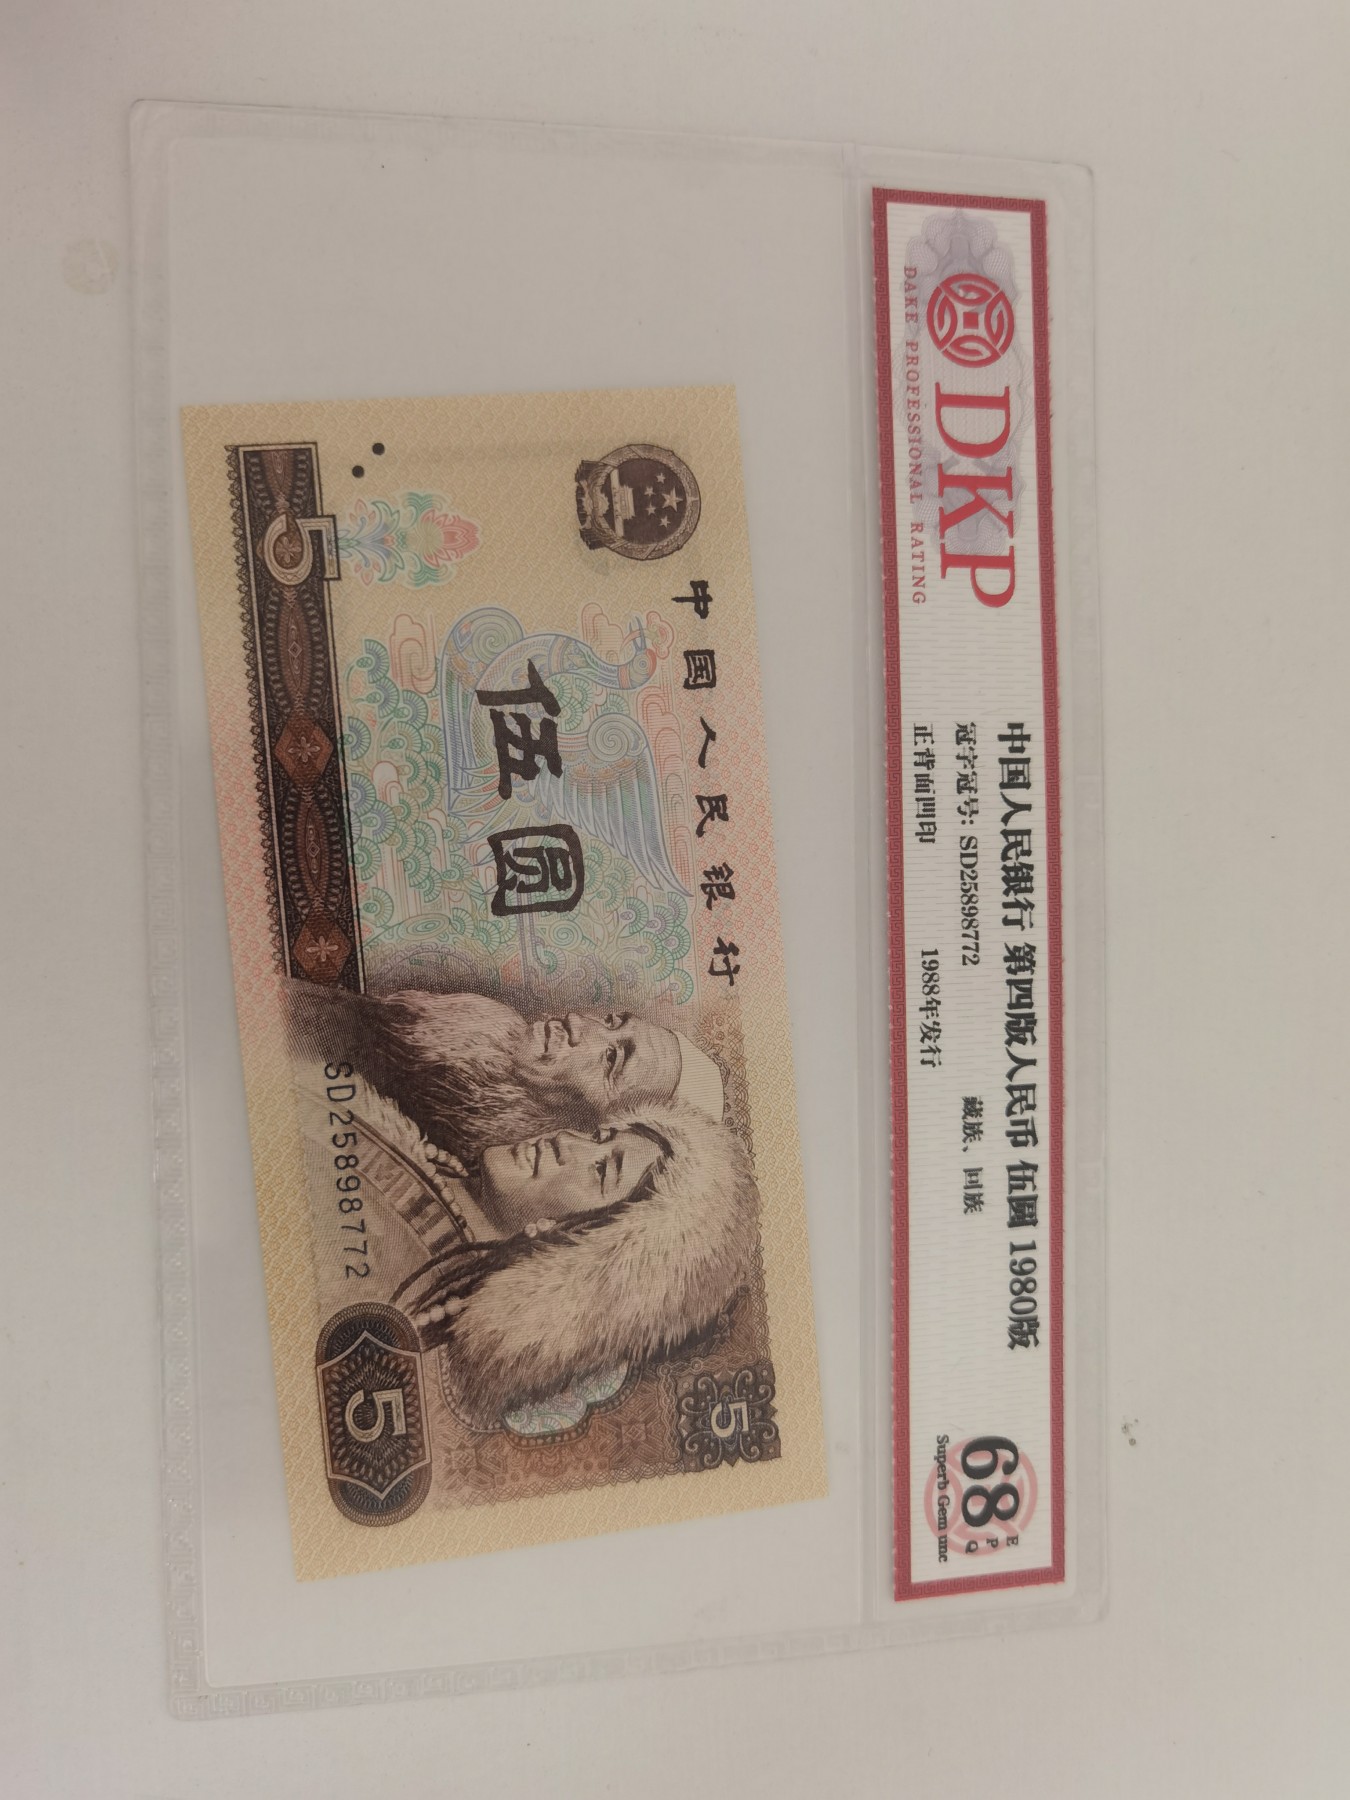 DKP
DAKE PROFESSIONAL RATING
中国人民银行 第四版人民币 伍圆 1980版
冠字冠号: SD25898772 藏族、回族
正背面凹印 1988年发行
68
E
P
Q
Superb Gem unc
中国人民银行
伍圆
5
SD25898772
5
5